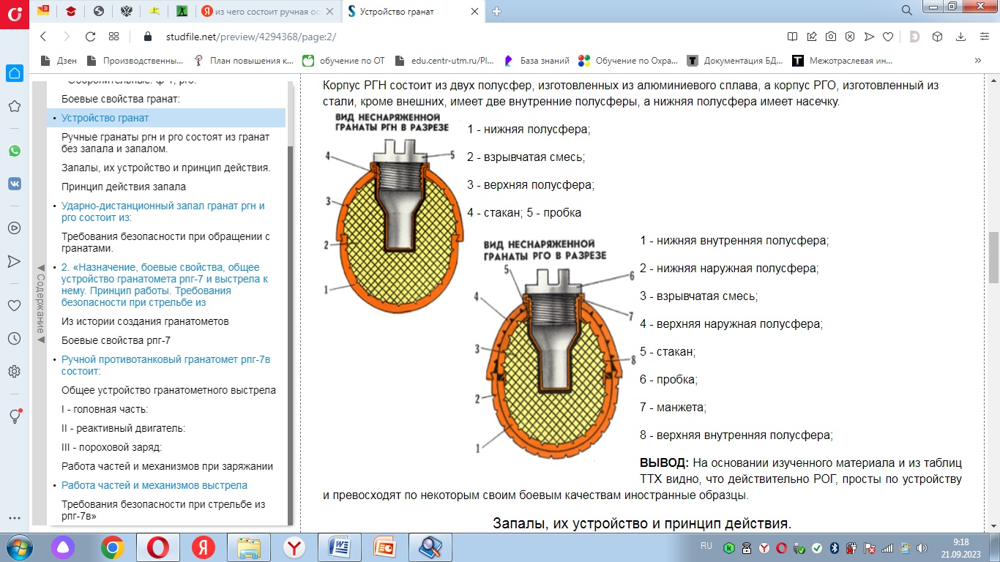 из чего состоит ручная ос
Устройство гранат
studfile.net/preview/4294368/page:2/
Дзен
Производственны...
План повышения к...
обучение по ОТ
edu.centr-utm.ru/Pl...
База знаний
Обучение по Охра...
Документация БД...
Межотраслевая ин...
Боевые свойства гранат:
Устройство гранат
Ручные гранаты ргн и рго состоят из гранат
без запала и запалом.
Запалы, их устройство и принцип действия.
Принцип действия запала
Ударно-дистанционный запал гранат ргн и
рго состоит из:
Требования безопасности при обращении с
гранатами.
2. «Назначение, боевые свойства, общее
устройство гранатомета рпг-7 и выстрела к
нему. Принцип работы. Требования
безопасности при стрельбе из
Из истории создания гранатометов
Боевые свойства рпг-7
Ручной противотанковый гранатомет рпг-7в
состоит:
Общее устройство гранатометного выстрела
I - головная часть:
II - реактивный двигатель:
III - пороховой заряд:
Работа частей и механизмов при заряжании
Работа частей и механизмов выстрела
Требования безопасности при стрельбе из
рпг-7в»
Содержание
Корпус РГН состоит из двух полусфер, изготовленных из алюминиевого сплава, а корпус РГО, изготовленный из
стали, кроме внешних, имеет две внутренние полусферы, а нижняя полусфера имеет насечку.
ВИД НЕСНАРЯЖЕННОЙ
ГРАНАТЫ РГН В РАЗРЕЗЕ
4
5
3
2
1
1 - нижняя полусфера;
2 - взрывчатая смесь;
3 - верхняя полусфера;
4 - стакан; 5 - пробка
ВИД НЕСНАРЯЖЕННОЙ
ГРАНАТЫ РГО В РАЗРЕЗЕ
5
6
4
7
3
8
2
1
1 - нижняя внутренняя полусфера;
2 - нижняя наружная полусфера;
3 - взрывчатая смесь;
4 - верхняя наружная полусфера;
5 - стакан;
6 - пробка;
7 - манжета;
8 - верхняя внутренняя полусфера;
ВЫВОД: На основании изученного материала и из таблиц
ТТХ видно, что действительно РОГ, просты по устройству
и превосходят по некоторым своим боевым качествам иностранные образцы.
Запалы, их устройство и принцип действия.
RU
9:18
21.09.2023